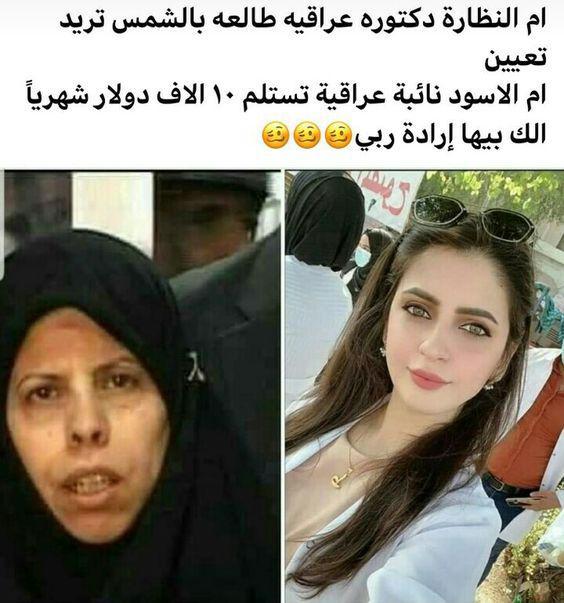 ام النظارة دكتوره عراقيه طالعه بالشمس تريد
تعيين
ام الاسود نائبة عراقية تستلم ١٠ الاف دولار شهرياً
الك بيها إرادة ربي🥴🥴🥴